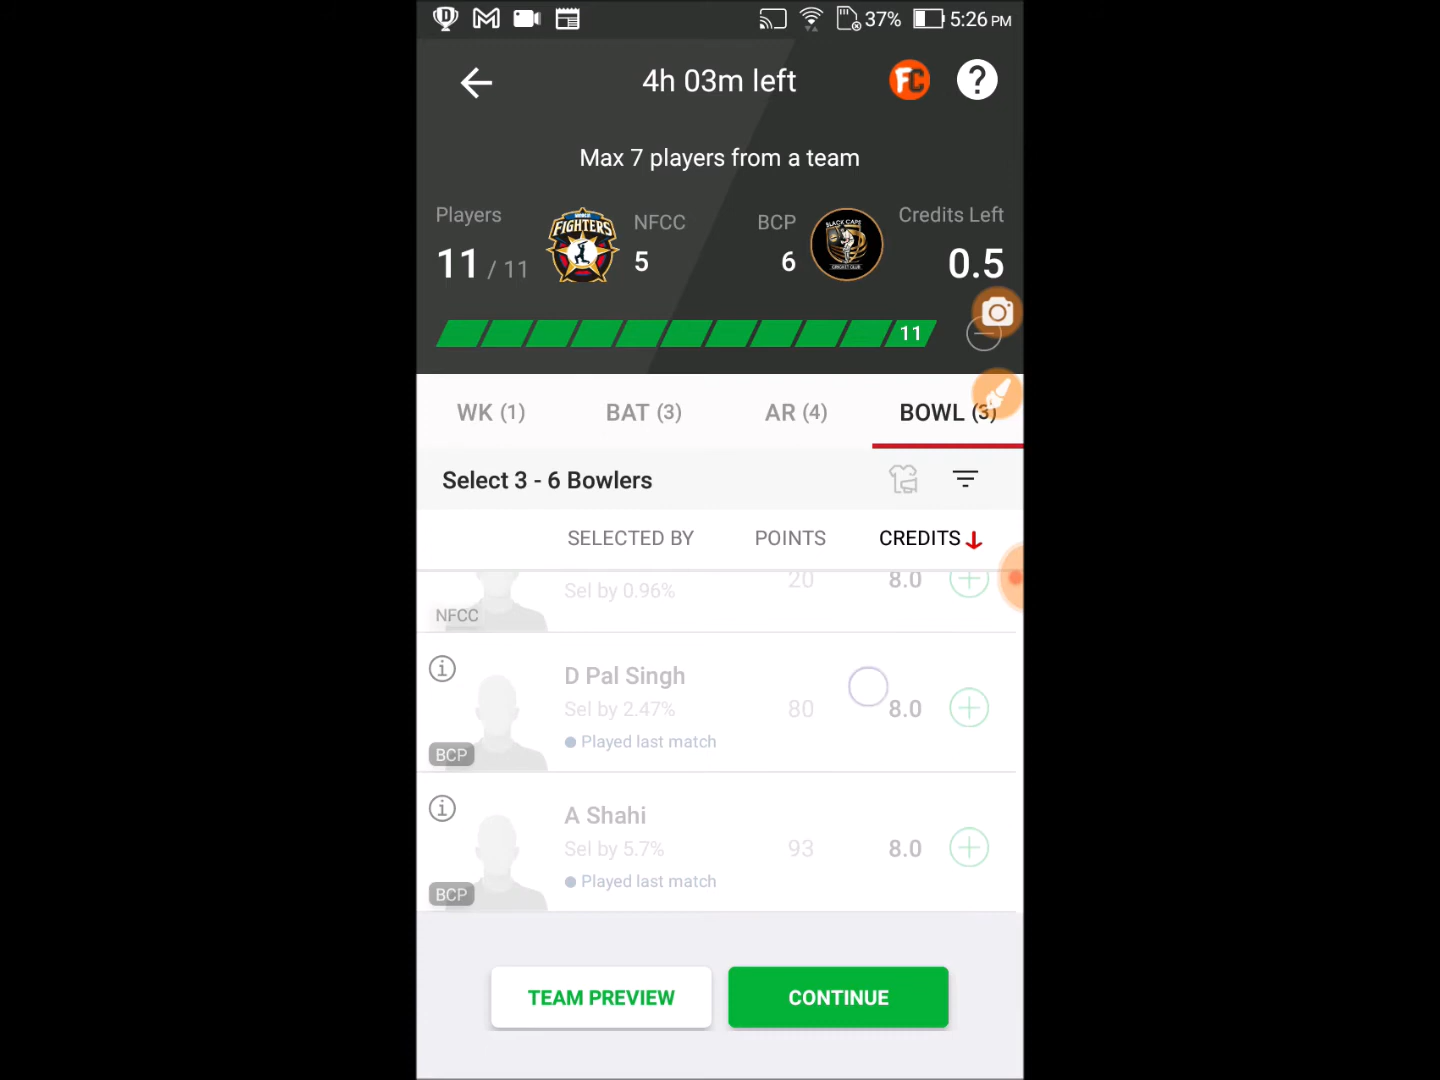 37% 5:26 PM
4h 03m left
FC ?
Max 7 players from a team
Players
11 / 11
FIGHTERS
NFCC
5
BCP
6
BLACK CAPS
CRICKET CLUB
Credits Left
0.5
11
WK (1) BAT (3) AR (4) BOWL (3)
Select 3 - 6 Bowlers
SELECTED BY POINTS CREDITS
Sel by 0.96% 20 8.0
NFCC
D Pal Singh
Sel by 2.47% 80 8.0
Played last match
BCP
A Shahi
Sel by 5.7% 93 8.0
Played last match
BCP
TEAM PREVIEW CONTINUE